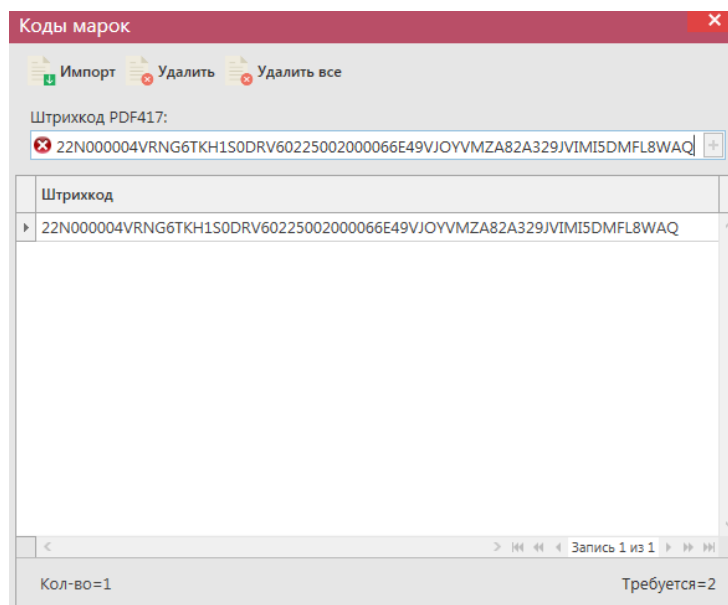 Коды марок
Импорт Удалить Удалить все
Штрихкод PDF417:
22N000004VRNG6TKH1S0DRV60225002000066E49VJOYVMZA82A329JVIMI5DMFL8WAQ
Штрихкод
22N000004VRNG6TKH1S0DRV60225002000066E49VJOYVMZA82A329JVIMI5DMFL8WAQ
Запись 1 из 1
Кол-во=1 Требуется=2